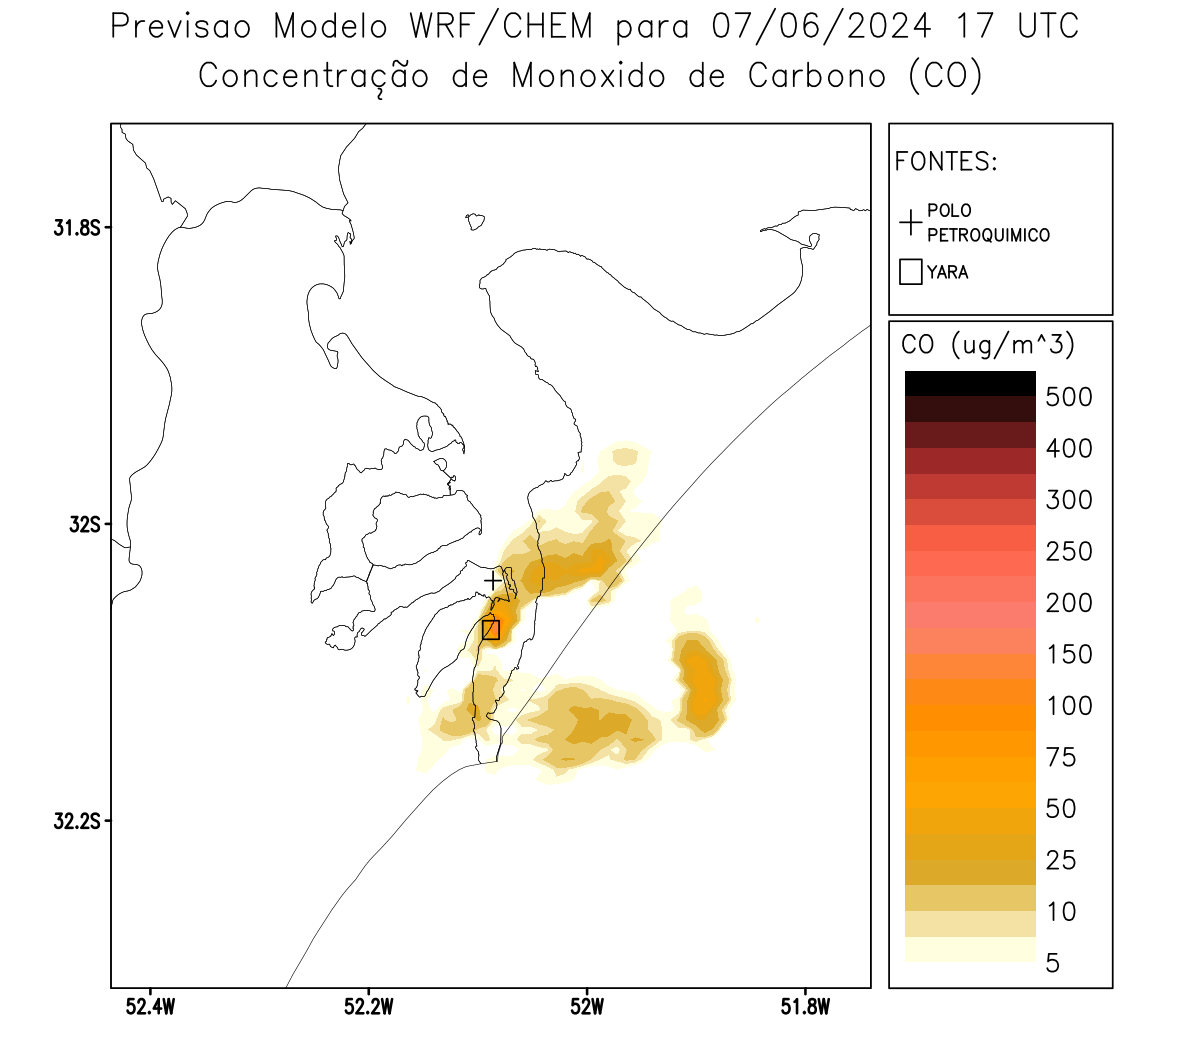 Previsao Modelo WRF/CHEM para 07/06/2024 17 UTC
Concentração de Monoxido de Carbono (CO)
FONTES:
POLO
PETROQUIMICO
YARA
CO (ug/m^3)
500
400
300
250
200
150
100
75
50
25
10
5
31.8S
32S
32.2S
52.4W
52.2W
52W
51.8W